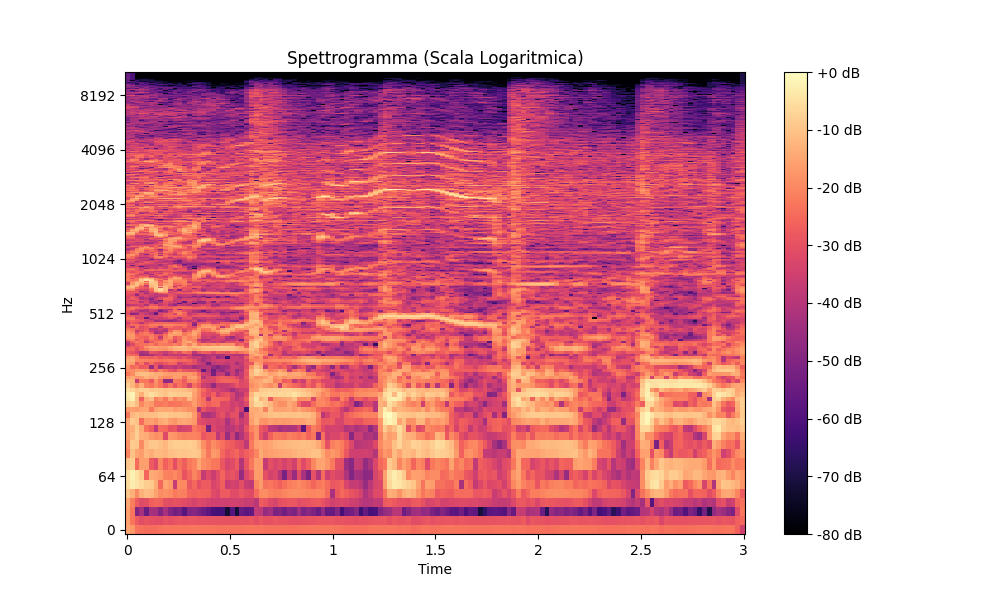 Spettrogramma (Scala Logaritmica)
Hz
8192
4096
2048
1024
512
256
128
64
0
0 0.5 1 1.5 2 2.5 3
Time
+0 dB
-10 dB
-20 dB
-30 dB
-40 dB
-50 dB
-60 dB
-70 dB
-80 dB